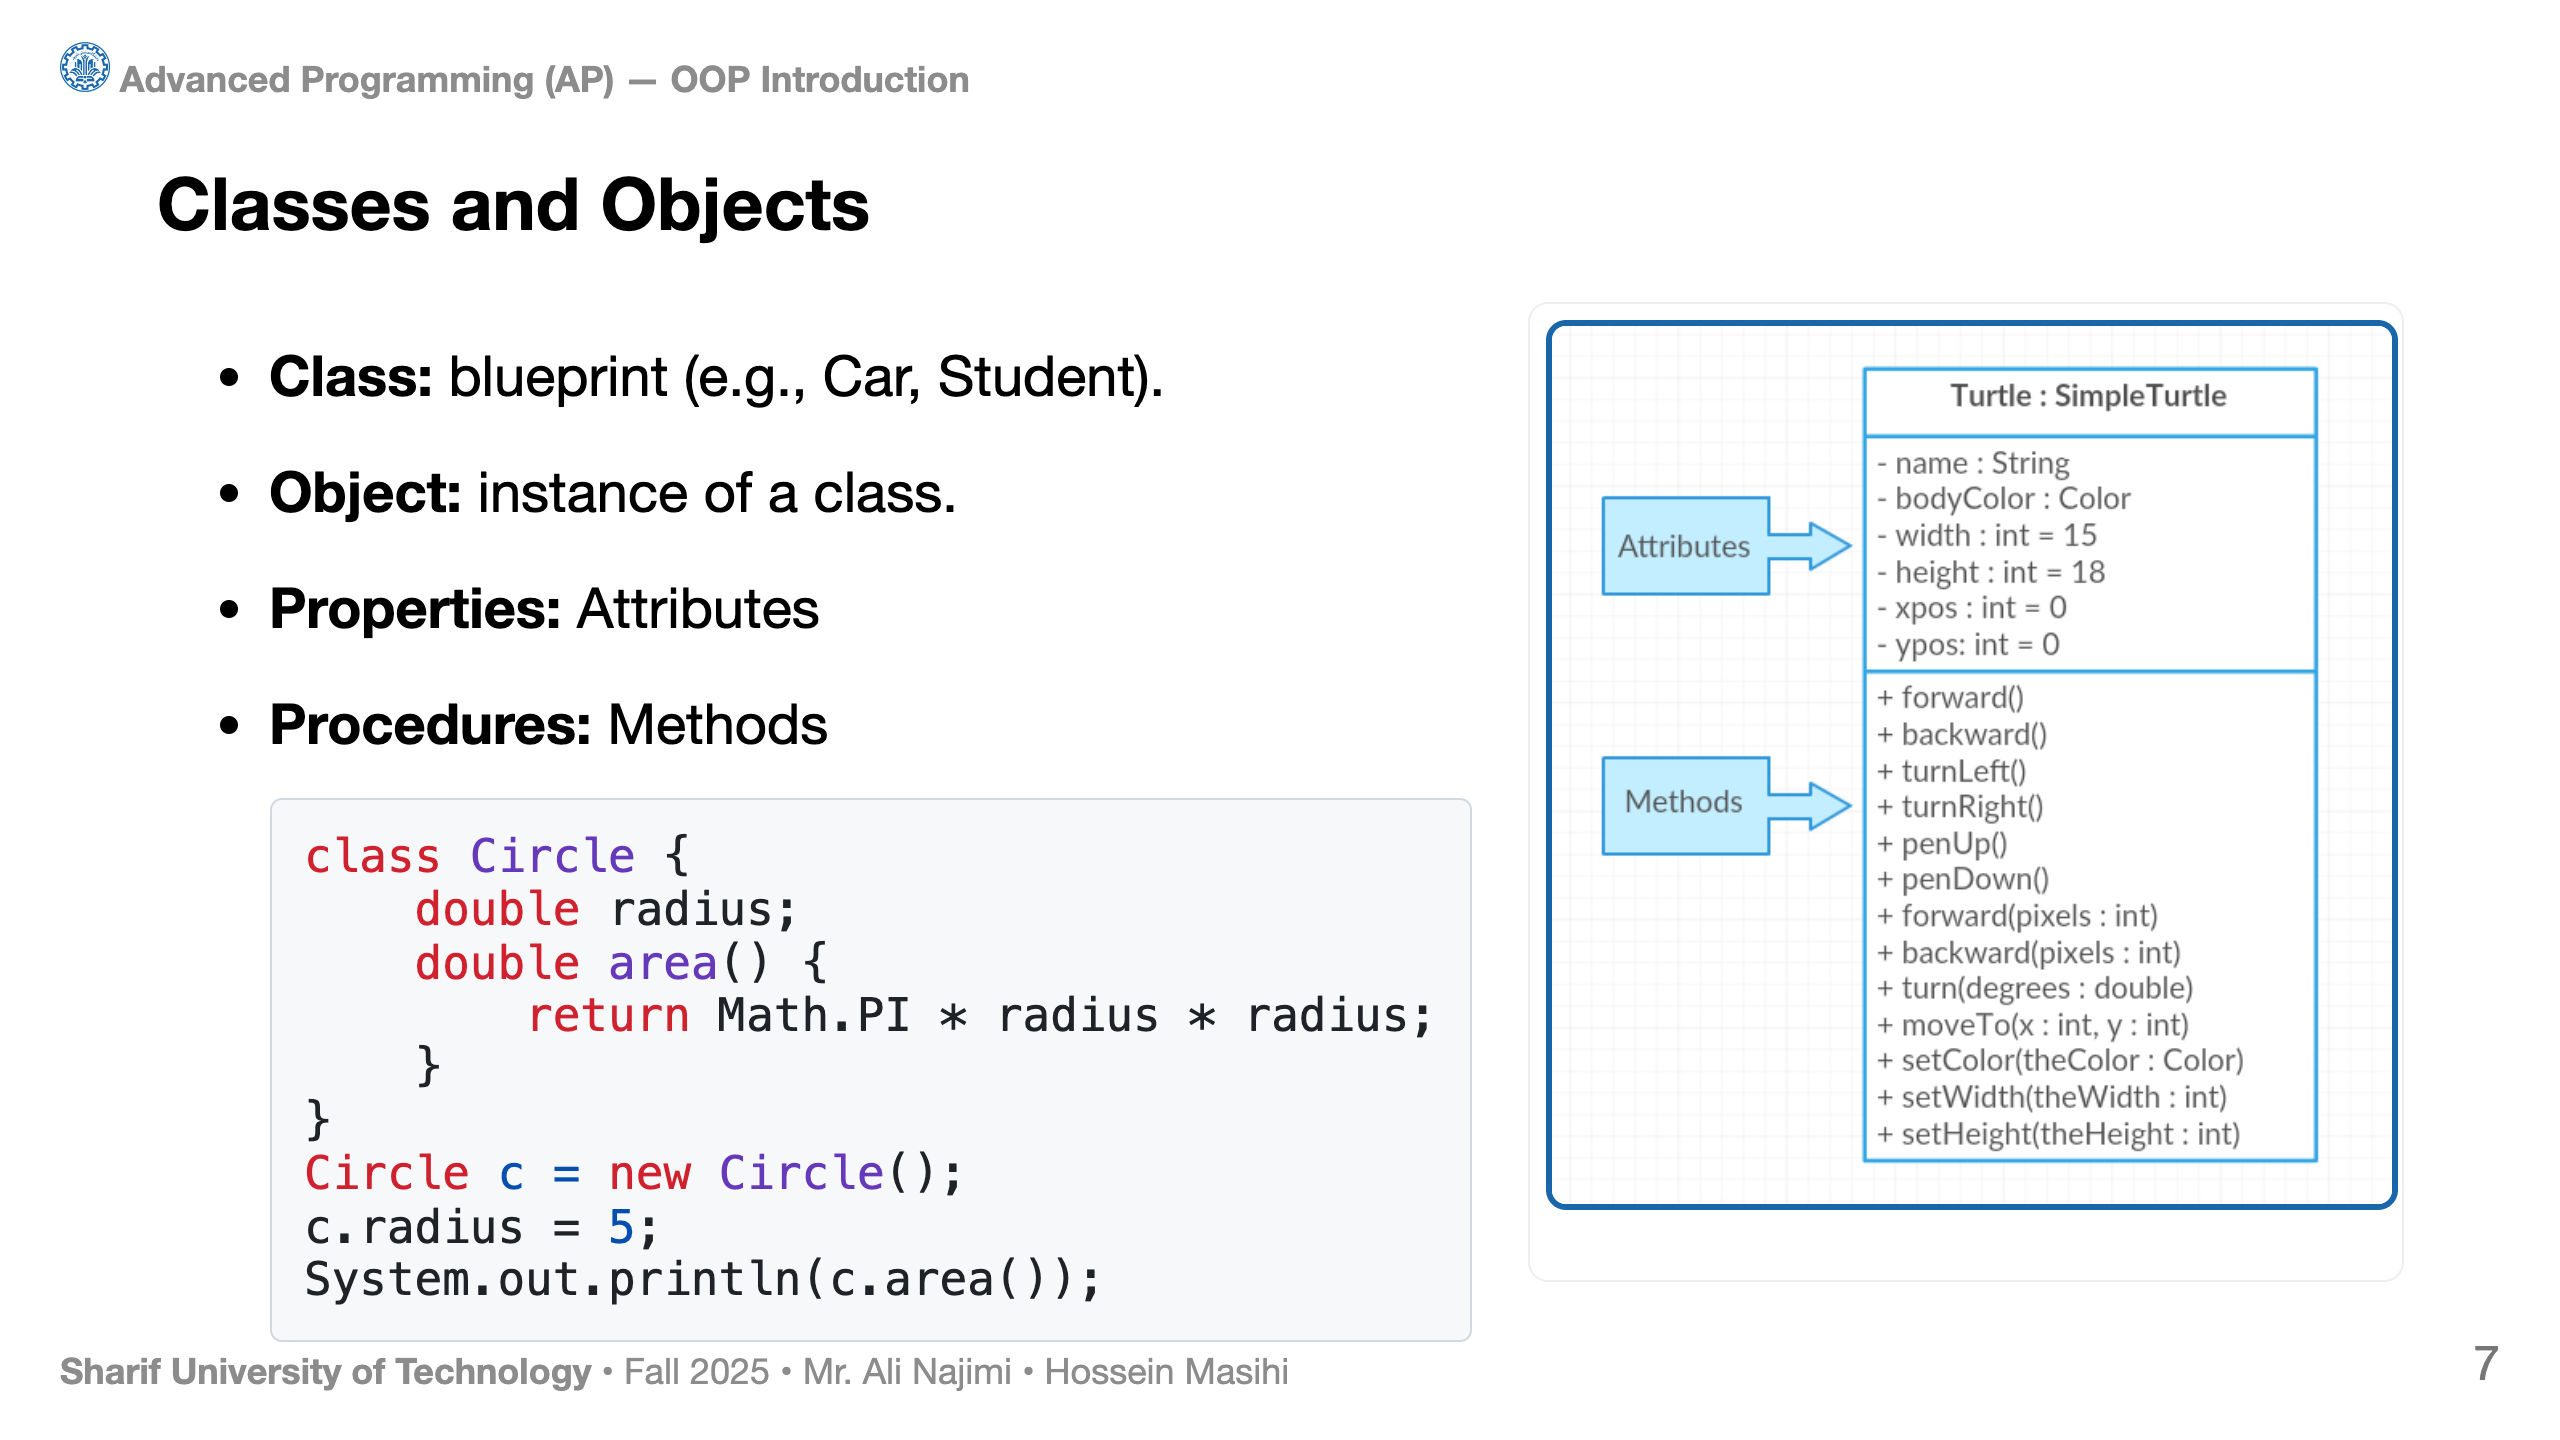 Advanced Programming (AP) — OOP Introduction
Classes and Objects
• Class: blueprint (e.g., Car, Student).
• Object: instance of a class.
• Properties: Attributes
• Procedures: Methods
class Circle {
    double radius;
    double area() {
        return Math.PI * radius * radius;
    }
}
Circle c = new Circle();
c.radius = 5;
System.out.println(c.area());
Attributes
Methods
Turtle : SimpleTurtle
- name : String
- bodyColor : Color
- width : int = 15
- height : int = 18
- xpos : int = 0
- ypos: int = 0
+ forward()
+ backward()
+ turnLeft()
+ turnRight()
+ penUp()
+ penDown()
+ forward(pixels : int)
+ backward(pixels : int)
+ turn(degrees : double)
+ moveTo(x : int, y : int)
+ setColor(theColor : Color)
+ setWidth(theWidth : int)
+ setHeight(theHeight : int)
Sharif University of Technology • Fall 2025 • Mr. Ali Najimi • Hossein Masihi
7